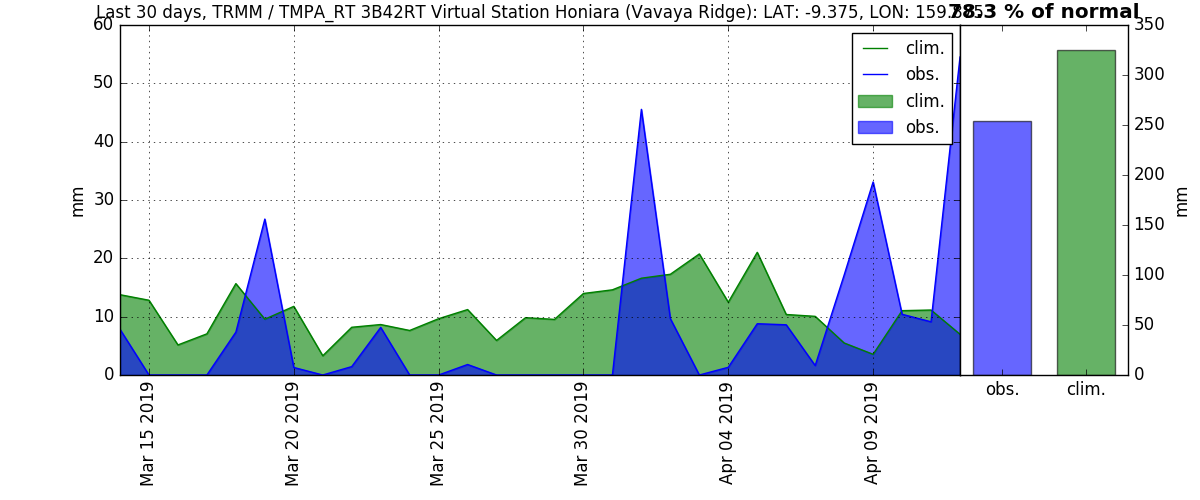 Last 30 days, TRMM / TMPA_RT 3B42RT Virtual Station Honiara (Vavaya Ridge): LAT: -9.375, LON:
78.3 % of normal
60
50
40
30
20
10
0
mm
clim.
obs.
clim.
obs.
Mar 15 2019
Mar 20 2019
Mar 25 2019
Mar 30 2019
Apr 04 2019
Apr 09 2019
350
300
250
200
150
100
50
0
mm
obs.
clim.